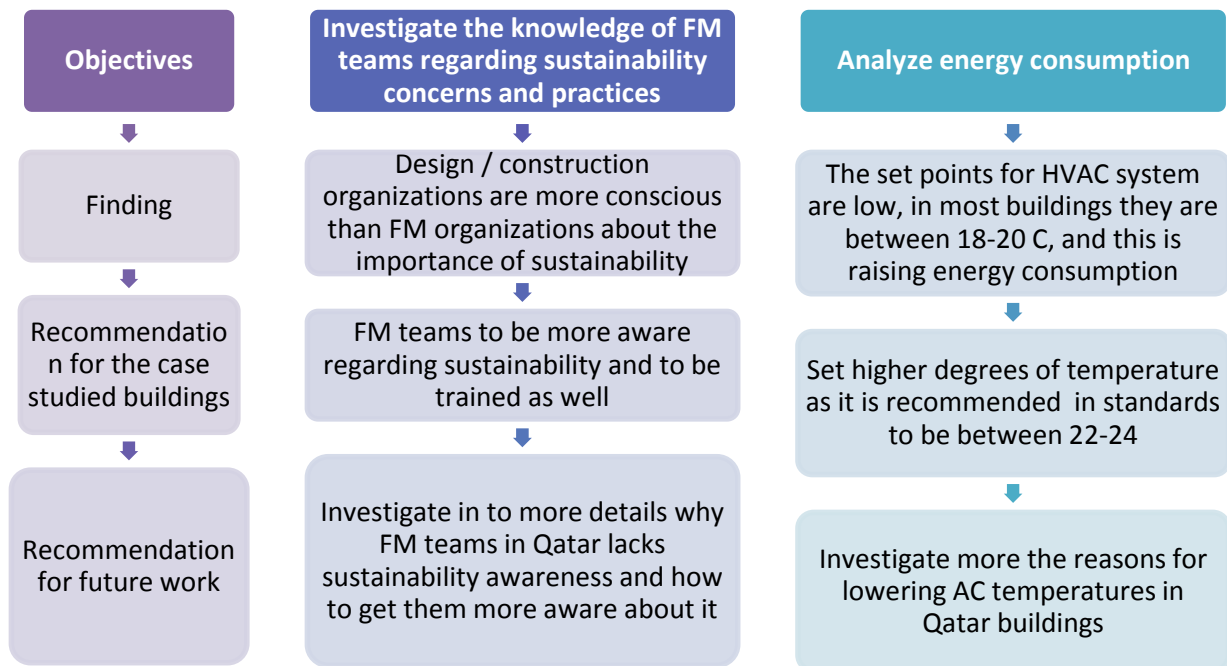 Objectives
Finding
Recommendatio
n for the case
studied buildings
Recommendation
for future work
Investigate the knowledge of FM
teams regarding sustainability
concerns and practices
Design / construction
organizations are more conscious
than FM organizations about the
importance of sustainability
FM teams to be more aware
regarding sustainability and to be
trained as well
Investigate in to more details why
FM teams in Qatar lacks
sustainability awareness and how
to get them more aware about it
Analyze energy consumption
The set points for HVAC system
are low, in most buildings they are
between 18-20 C, and this is
raising energy consumption
Set higher degrees of temperature
as it is recommended  in standards
to be between 22-24
Investigate more the reasons for
lowering AC temperatures in
Qatar buildings